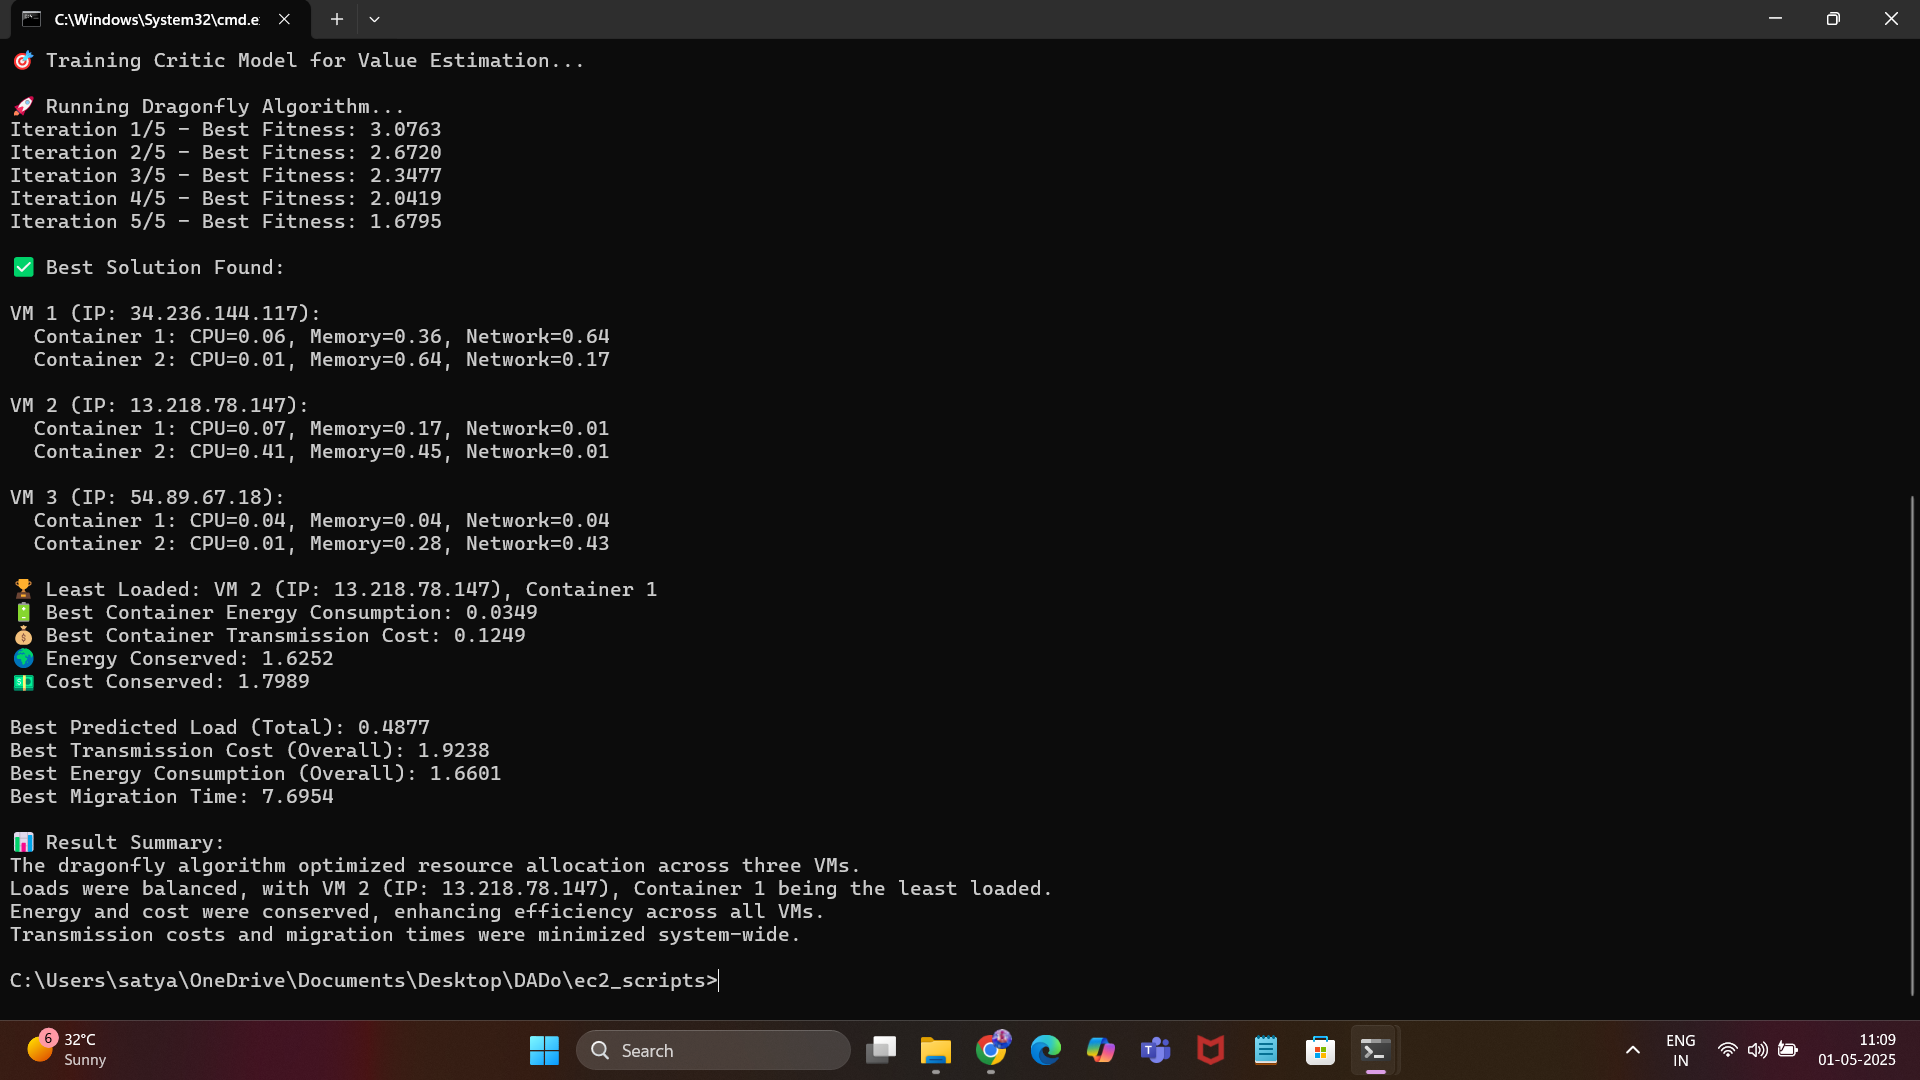 C:\Windows\System32\cmd.e
🎯 Training Critic Model for Value Estimation...
🚀 Running Dragonfly Algorithm...
Iteration 1/5 - Best Fitness: 3.0763
Iteration 2/5 - Best Fitness: 2.6720
Iteration 3/5 - Best Fitness: 2.3477
Iteration 4/5 - Best Fitness: 2.0419
Iteration 5/5 - Best Fitness: 1.6795
✅ Best Solution Found:
VM 1 (IP: 34.236.144.117):
Container 1: CPU=0.06, Memory=0.36, Network=0.64
Container 2: CPU=0.01, Memory=0.64, Network=0.17
VM 2 (IP: 13.218.78.147):
Container 1: CPU=0.07, Memory=0.17, Network=0.01
Container 2: CPU=0.41, Memory=0.45, Network=0.01
VM 3 (IP: 54.89.67.18):
Container 1: CPU=0.04, Memory=0.04, Network=0.04
Container 2: CPU=0.01, Memory=0.28, Network=0.43
🏆 Least Loaded: VM 2 (IP: 13.218.78.147), Container 1
🔋 Best Container Energy Consumption: 0.0349
💰 Best Container Transmission Cost: 0.1249
🌍 Energy Conserved: 1.6252
💵 Cost Conserved: 1.7989
Best Predicted Load (Total): 0.4877
Best Transmission Cost (Overall): 1.9238
Best Energy Consumption (Overall): 1.6601
Best Migration Time: 7.6954
📊 Result Summary:
The dragonfly algorithm optimized resource allocation across three VMs.
Loads were balanced, with VM 2 (IP: 13.218.78.147), Container 1 being the least loaded.
Energy and cost were conserved, enhancing efficiency across all VMs.
Transmission costs and migration times were minimized system-wide.
C:\Users\satya\OneDrive\Documents\Desktop\DADo\ec2_scripts>
6
32°C
Sunny
Search
ENG
IN
11:09
01-05-2025